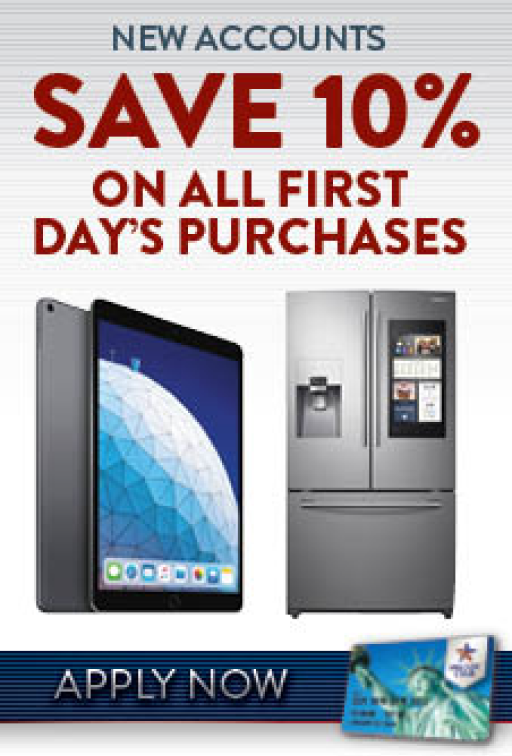 NEW ACCOUNTS
SAVE 10%
ON ALL FIRST
DAY'S PURCHASES
APPLY NOW